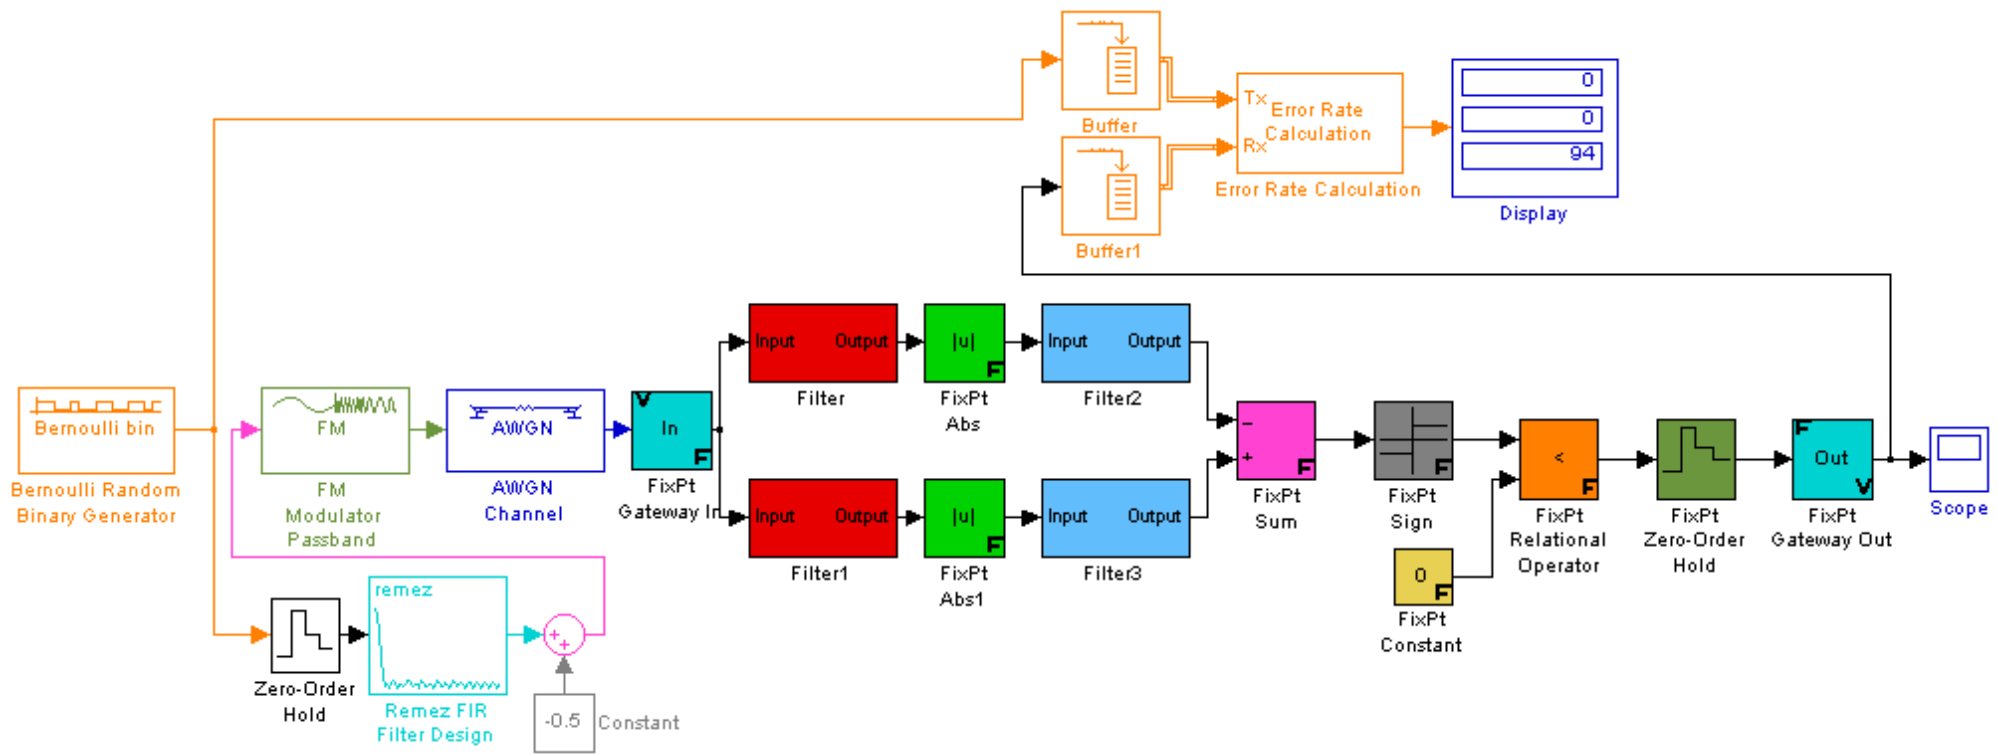 0
0
94
Tx
Rx
Error Rate
Calculation
Buffer
Error Rate Calculation
Display
Buffer1
Input Output
|u|
F
Input Output
Filter
FixPt
Abs
Filter2
Bernoulli bin
Bernoulli Random
Binary Generator
FM
FM
Modulator
Passband
AWGN
AWGN
Channel
V
In
F
FixPt
Gateway In
Input Output
|u|
F
Input Output
Filter1
FixPt
Abs1
Filter3
−
+
F
FixPt
Sum
F
FixPt
Sign
<
F
FixPt
Relational
Operator
FixPt
Zero-Order
Hold
F
Out
V
FixPt
Gateway Out
Scope
0
F
FixPt
Constant
Zero-Order
Hold
remez
Remez FIR
Filter Design
+
+
-0.5
Constant